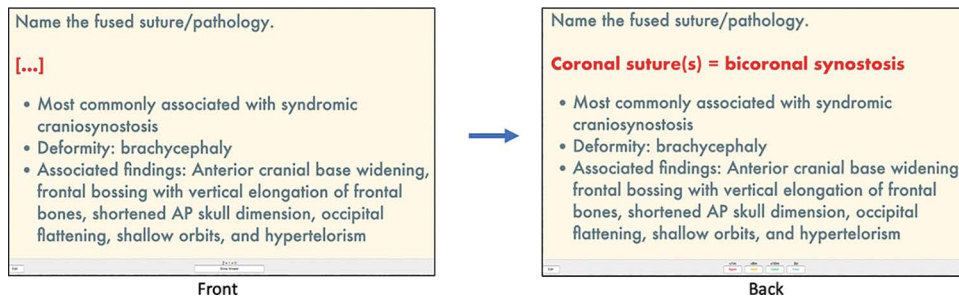 Name the fused suture/pathology.
[...]
• Most commonly associated with syndromic
craniosynostosis
• Deformity: brachycephaly
• Associated findings: Anterior cranial base widening,
frontal bossing with vertical elongation of frontal
bones, shortened AP skull dimension, occipital
flattening, shallow orbits, and hypertelorism
Front
Name the fused suture/pathology.
Coronal suture(s) = bicoronal synostosis
• Most commonly associated with syndromic
craniosynostosis
• Deformity: brachycephaly
• Associated findings: Anterior cranial base widening,
frontal bossing with vertical elongation of frontal
bones, shortened AP skull dimension, occipital
flattening, shallow orbits, and hypertelorism
Back